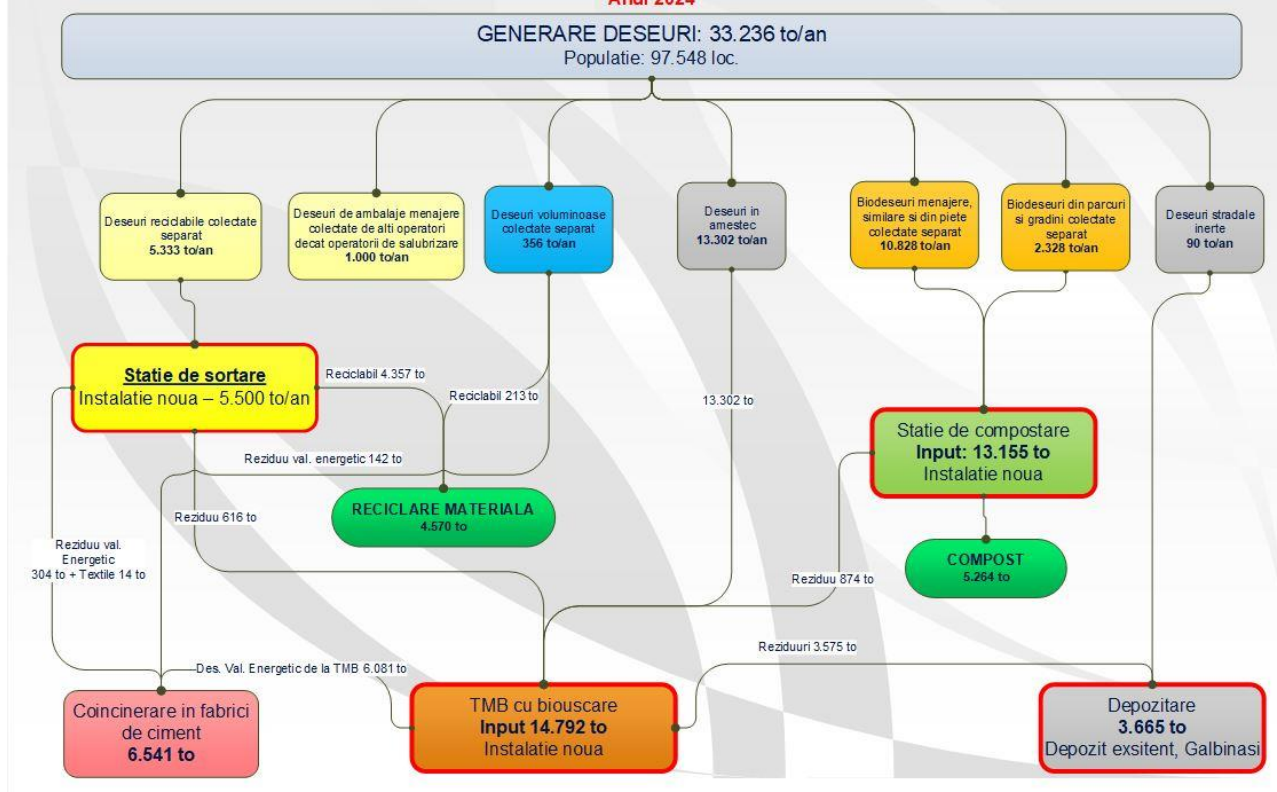 Anul 2024
GENERARE DESEURI: 33.236 to/an
Populatie: 97.548 loc.
Deseuri reciclabile colectate
separat
5.333 to/an
Deseuri de ambalaje menajere
colectate de alti operatori
decat operatorii de salubrizare
1.000 to/an
Deseuri voluminoase
colectate separat
356 to/an
Deseuri in
amestec
13.302 to/an
Biodeseuri menajere,
similare si din piete
colectate separat
10.828 to/an
Biodeseuri din parcuri
si gradini colectate
separat
2.328 to/an
Deseuri stradale
inerte
90 to/an
Statie de sortare
Instalatie noua – 5.500 to/an
Reciclabil 4.357 to
Reciclabil 213 to
13.302 to
Statie de compostare
Input: 13.155 to
Instalatie noua
Reziduu val. energetic 142 to
RECICLARE MATERIALA
4.570 to
Reziduu 616 to
Reziduu val.
Energetic
304 to + Textile 14 to
COMPOST
5.264 to
Reziduu 874 to
Reziduuri 3.575 to
Des. Val. Energetic de la TMB 6.081 to
Coincinerare in fabrici
de ciment
6.541 to
TMB cu biouscare
Input 14.792 to
Instalatie noua
Depozitare
3.665 to
Depozit exsitent, Galbinasi